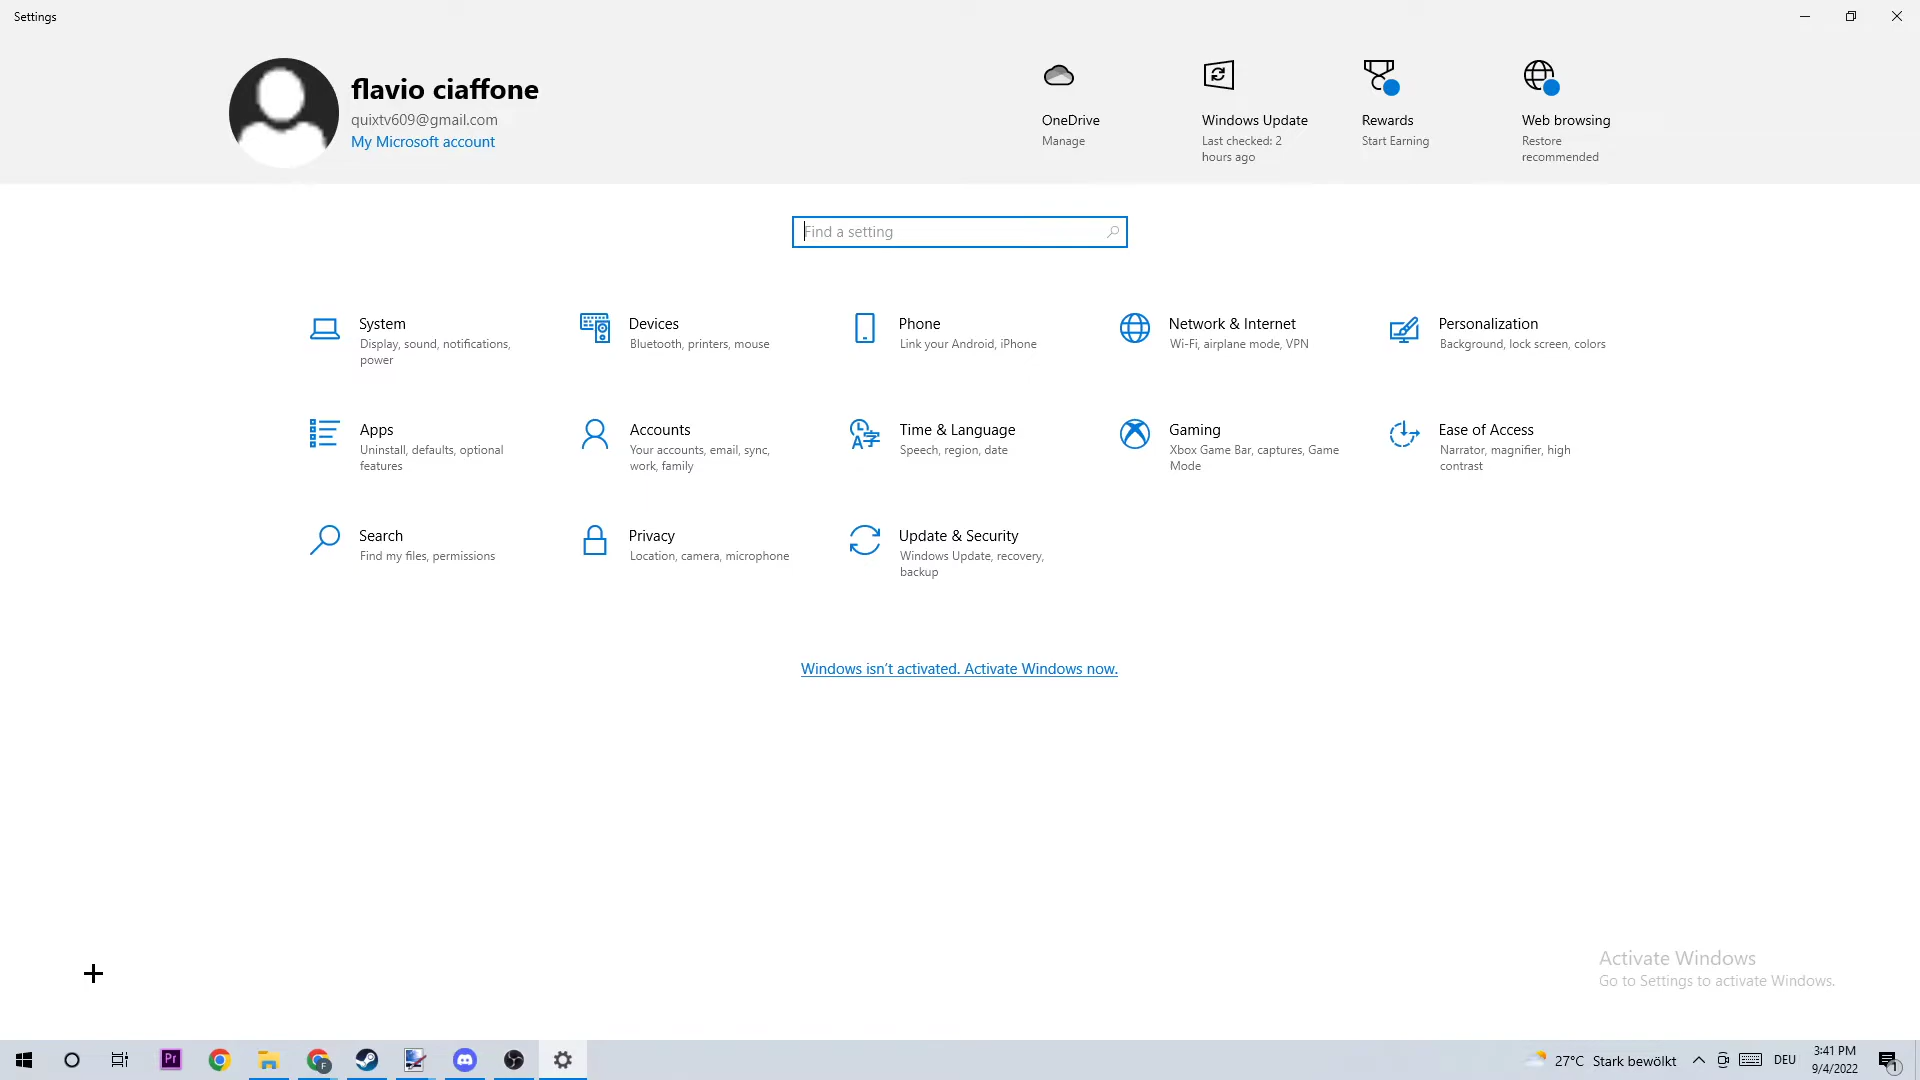 Settings
flavio ciaffone
quixtv609@gmail.com
My Microsoft account
OneDrive
Manage
Windows Update
Last checked: 2
hours ago
Rewards
Start Earning
Web browsing
Restore
recommended
Find a setting
System
Display, sound, notifications,
power
Devices
Bluetooth, printers, mouse
Phone
Link your Android, iPhone
Network & Internet
Wi-Fi, airplane mode, VPN
Personalization
Background, lock screen, colors
Apps
Uninstall, defaults, optional
features
Accounts
Your accounts, email, sync,
work, family
Time & Language
Speech, region, date
Gaming
Xbox Game Bar, captures, Game
Mode
Ease of Access
Narrator, magnifier, high
contrast
Search
Find my files, permissions
Privacy
Location, camera, microphone
Update & Security
Windows Update, recovery,
backup
Windows isn't activated. Activate Windows now.
Activate Windows
Go to Settings to activate Windows.
Pr
F
27°C Stark bewölkt
DEU
3:41 PM
9/4/2022
1